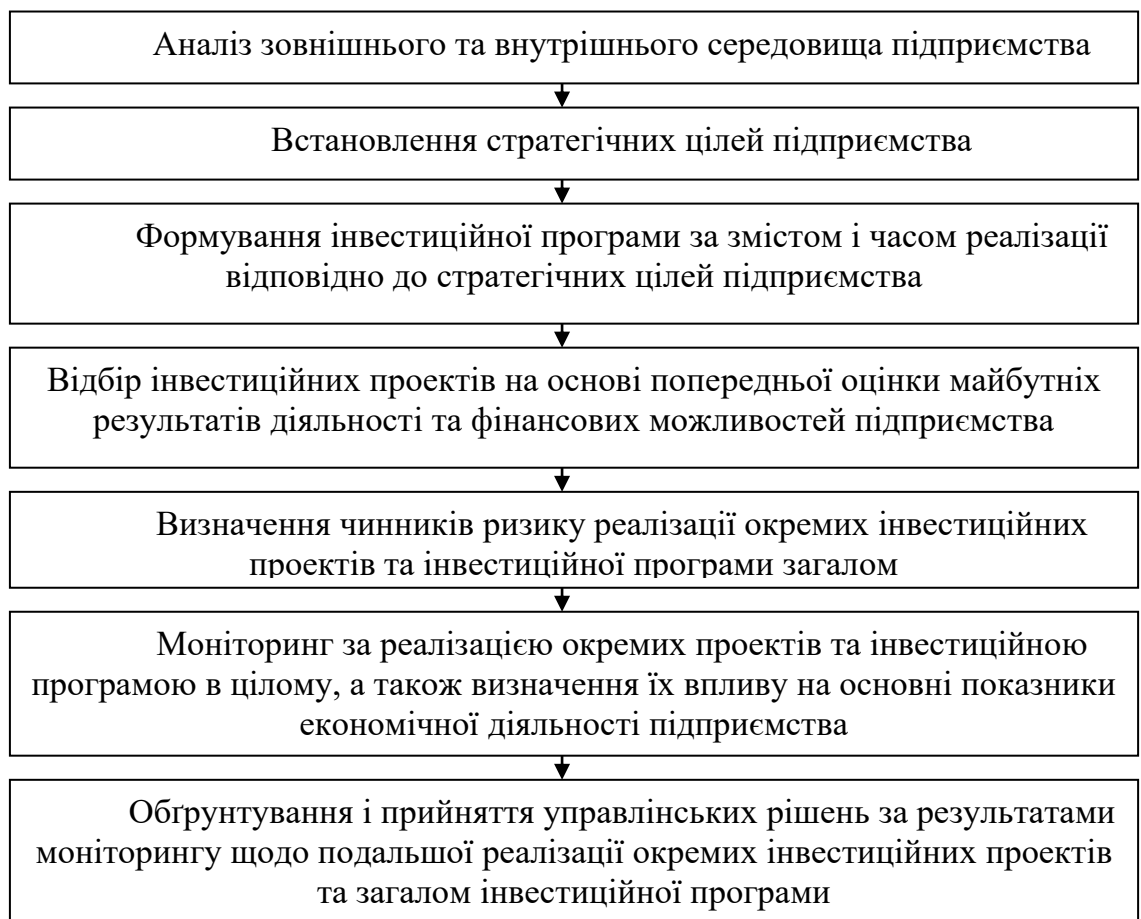 Аналіз зовнішнього та внутрішнього середовища підприємства
Встановлення стратегічних цілей підприємства
Формування інвестиційної програми за змістом і часом реалізації
відповідно до стратегічних цілей підприємства
Відбір інвестиційних проектів на основі попередньої оцінки майбутніх
результатів діяльності та фінансових можливостей підприємства
Визначення чинників ризику реалізації окремих інвестиційних
проектів та інвестиційної програми загалом
Моніторинг за реалізацією окремих проектів та інвестиційною
програмою в цілому, а також визначення їх впливу на основні показники
економічної діяльності підприємства
Обґрунтування і прийняття управлінських рішень за результатами
моніторингу щодо подальшої реалізації окремих інвестиційних проектів
та загалом інвестиційної програми